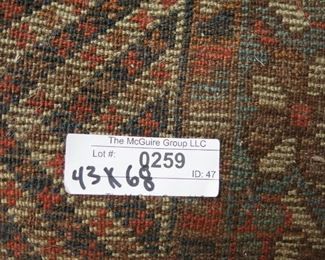 The McGuire Group LLC
Lot #: 0259
43 X 68 ID: 47